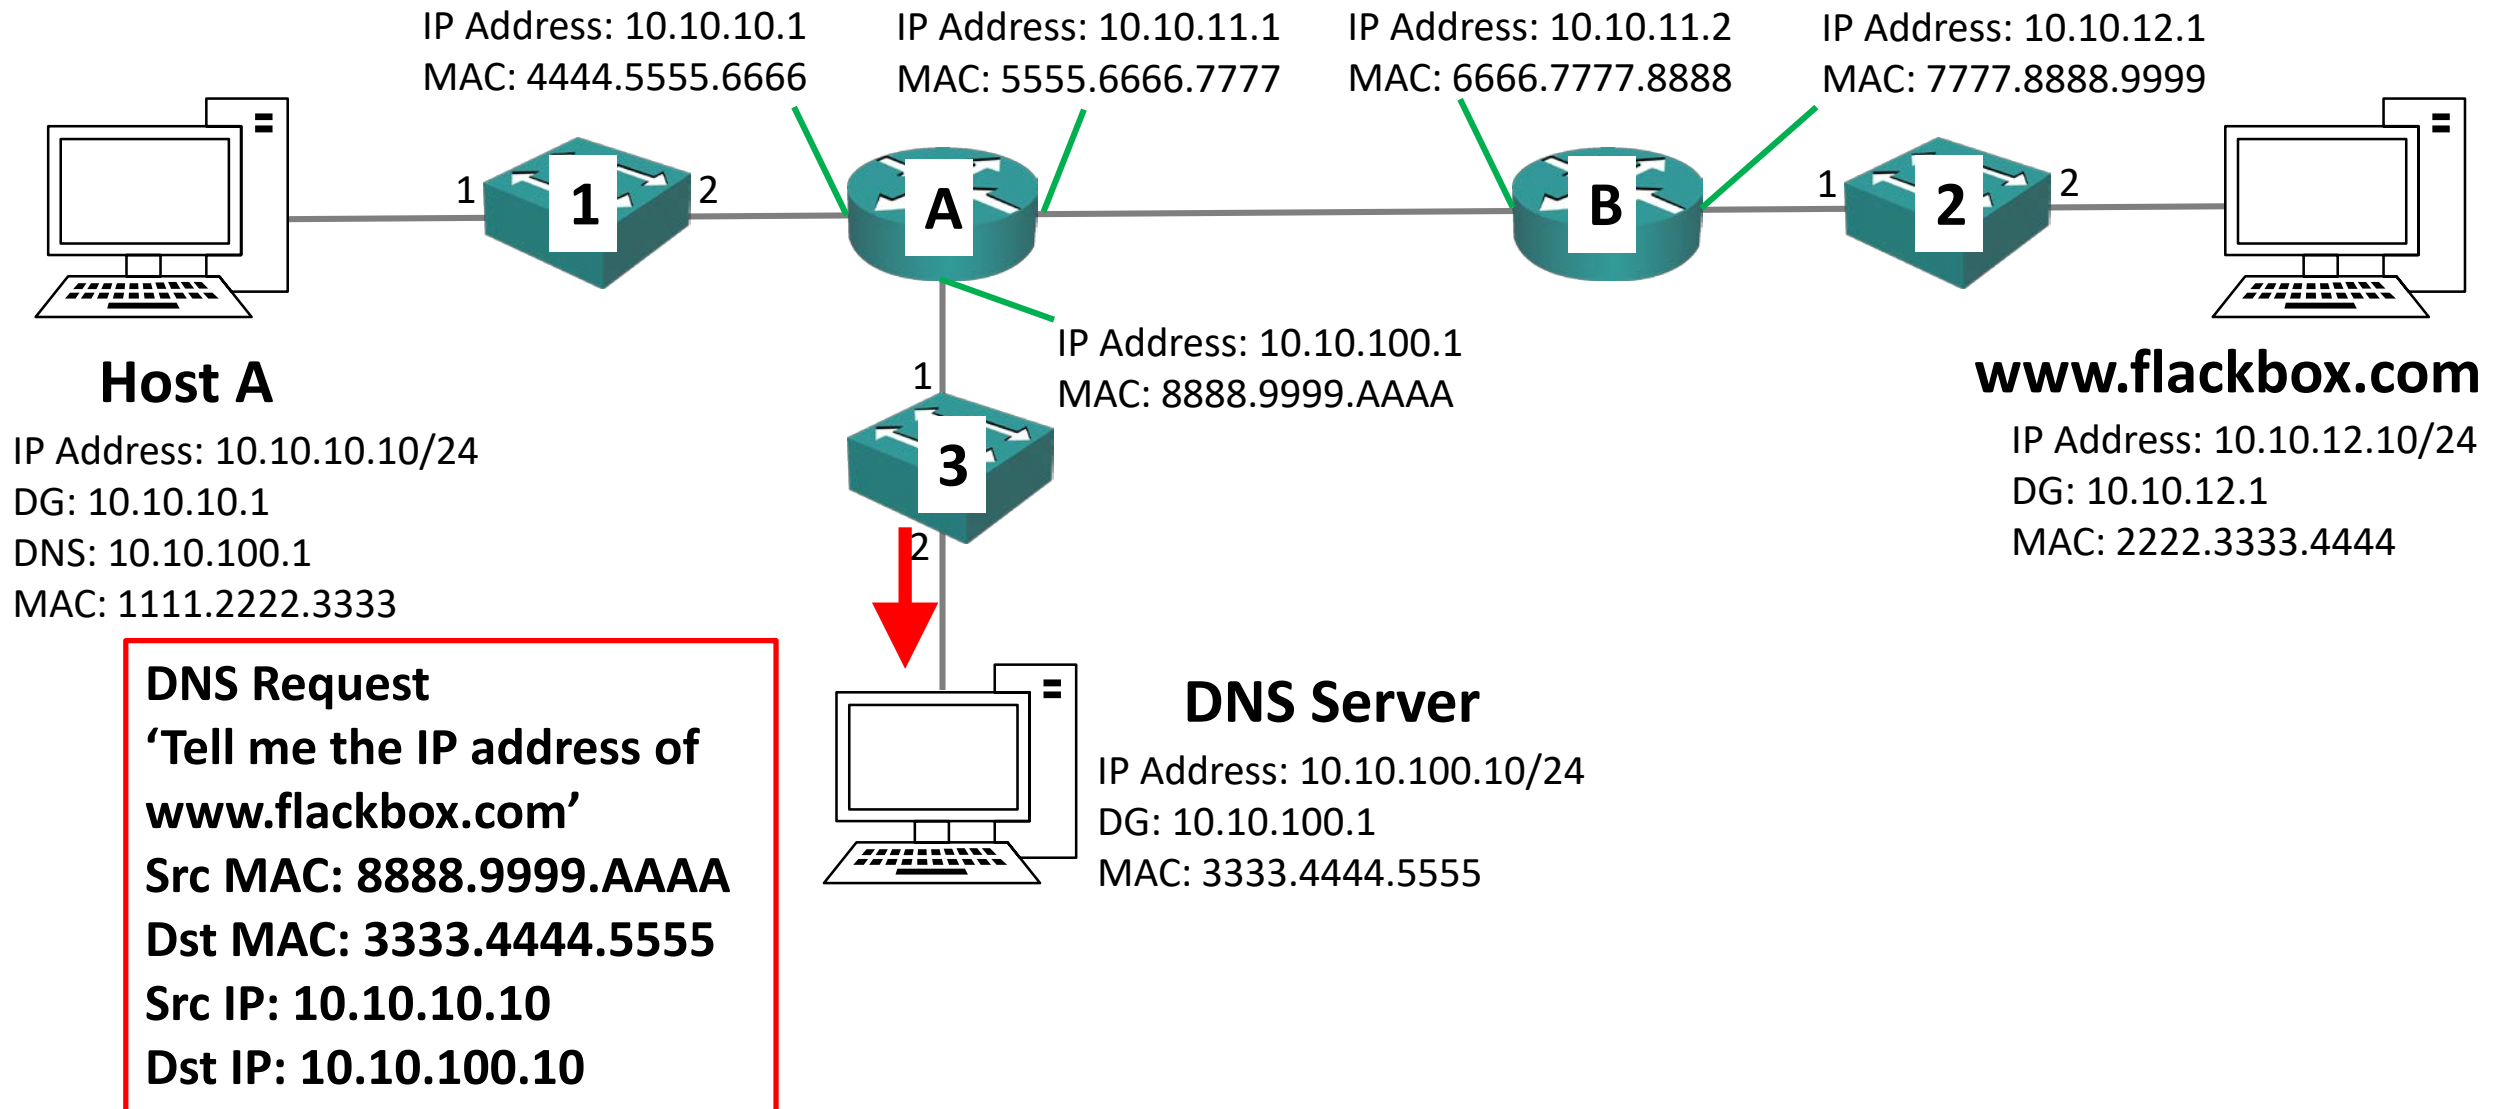 IP Address: 10.10.10.1
MAC: 4444.5555.6666
IP Address: 10.10.11.1
MAC: 5555.6666.7777
IP Address: 10.10.11.2
MAC: 6666.7777.8888
IP Address: 10.10.12.1
MAC: 7777.8888.9999
1
1
2
A
B
1
2
2
Host A
IP Address: 10.10.10.10/24
DG: 10.10.10.1
DNS: 10.10.100.1
MAC: 1111.2222.3333
IP Address: 10.10.100.1
MAC: 8888.9999.AAAA
1
3
2
www.flackbox.com
IP Address: 10.10.12.10/24
DG: 10.10.12.1
MAC: 2222.3333.4444
DNS Request
‘Tell me the IP address of
www.flackbox.com’
Src MAC: 8888.9999.AAAA
Dst MAC: 3333.4444.5555
Src IP: 10.10.10.10
Dst IP: 10.10.100.10
DNS Server
IP Address: 10.10.100.10/24
DG: 10.10.100.1
MAC: 3333.4444.5555